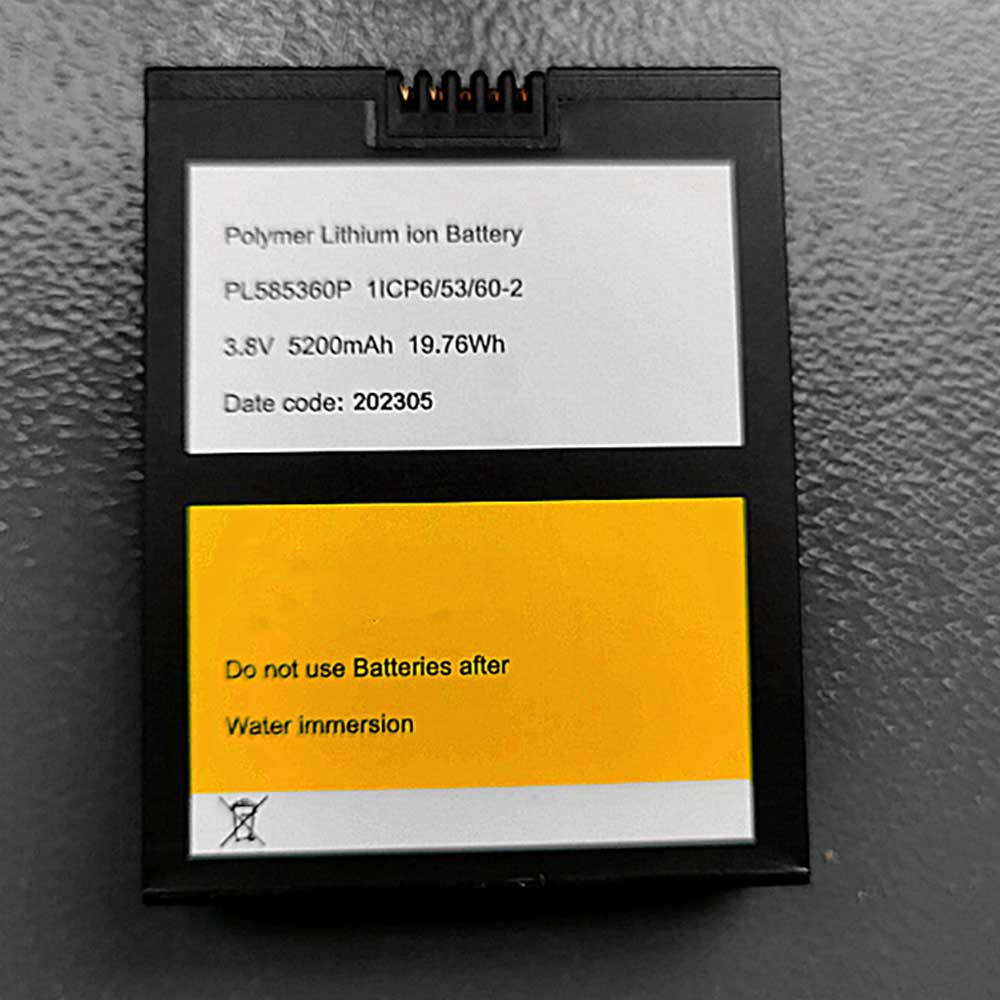 Polymer Lithium ion Battery
PL585360P 1ICP6/53/60-2
3.8V 5200mAh 19.76Wh
Date code: 202305
Do not use Batteries after
Water immersion